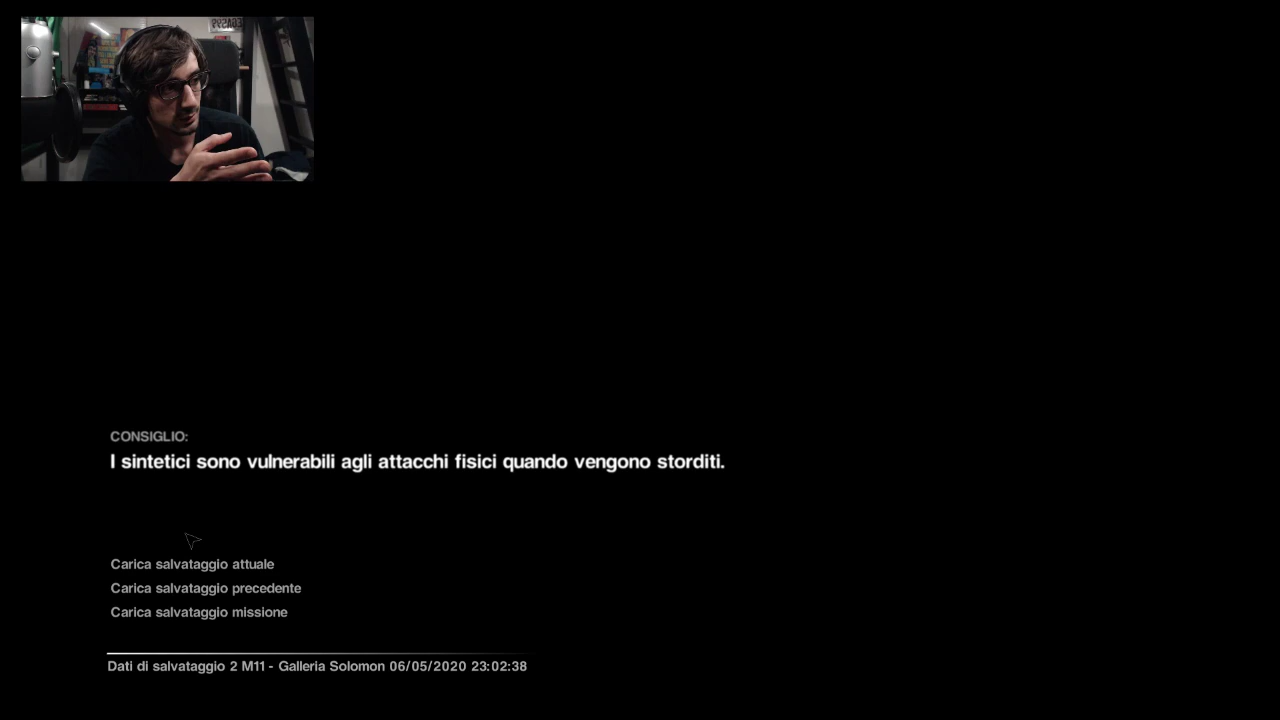 CONSIGLIO:
I sintetici sono vulnerabili agli attacchi fisici quando vengono storditi.
Carica salvataggio attuale
Carica salvataggio precedente
Carica salvataggio missione
Dati di salvataggio 2 M11 - Galleria Solomon 06/05/2020 23:02:38